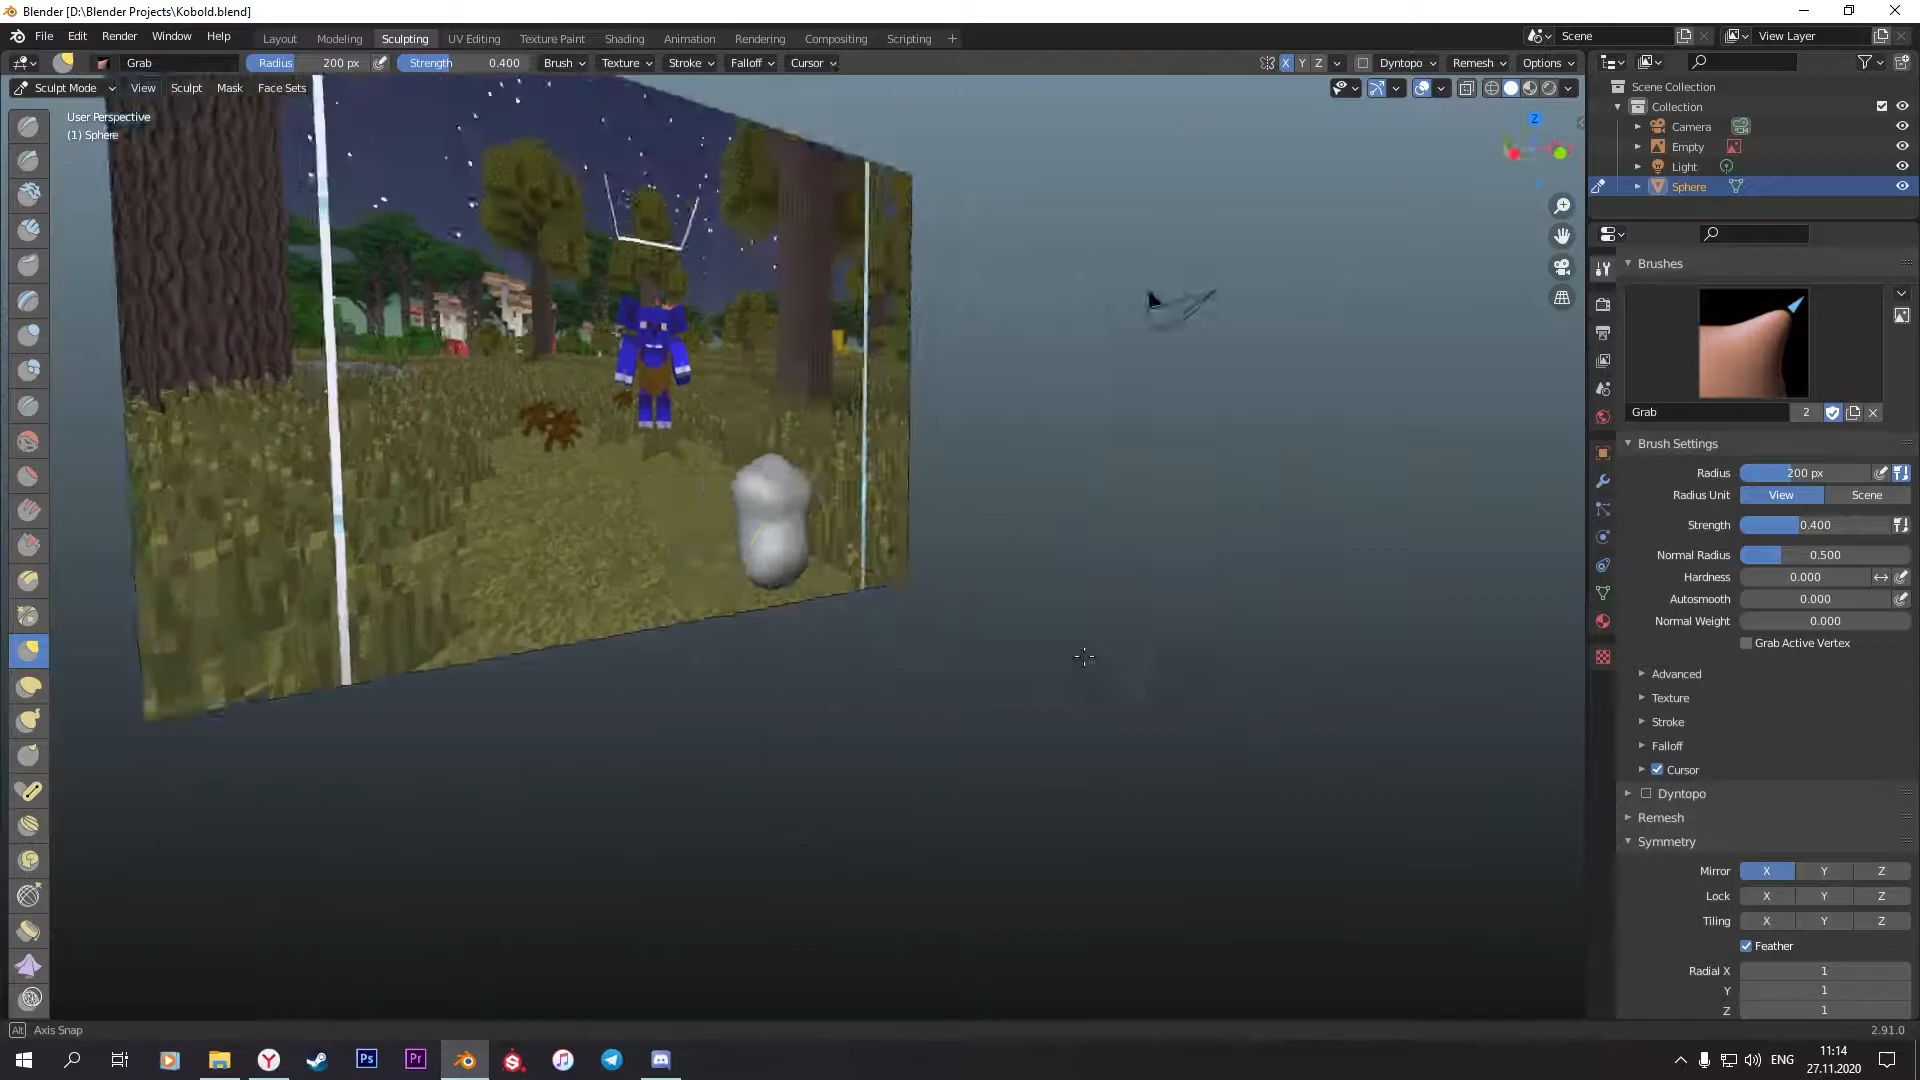 Blender [D:\Blender Projects\Kobold.blend]
File Edit Render Window Help Layout Modeling Sculpting UV Editing Texture Paint Shading Animation Rendering Compositing Scripting + Scene View Layer
Grab Radius 200 px Strength 0.400 Brush Texture Stroke Falloff Cursor X Y Z Dyntopo Remesh Options
Sculpt Mode View Sculpt Mask Face Sets
User Perspective
(1) Sphere
Z
Scene Collection
Collection
Camera
Empty
Light
Sphere
Brushes
Grab 2
Brush Settings
Radius 200 px
Radius Unit View Scene
Strength 0.400
Normal Radius 0.500
Hardness 0.000
Autosmooth 0.000
Normal Weight 0.000
Grab Active Vertex
Advanced
Texture
Stroke
Falloff
Cursor
Dyntopo
Remesh
Symmetry
Mirror X Y Z
Lock X Y Z
Tiling X Y Z
Feather
Radial X 1
Y 1
Z 1
Alt Axis Snap 2.91.0
Ps Pr ENG 11:14
27.11.2020